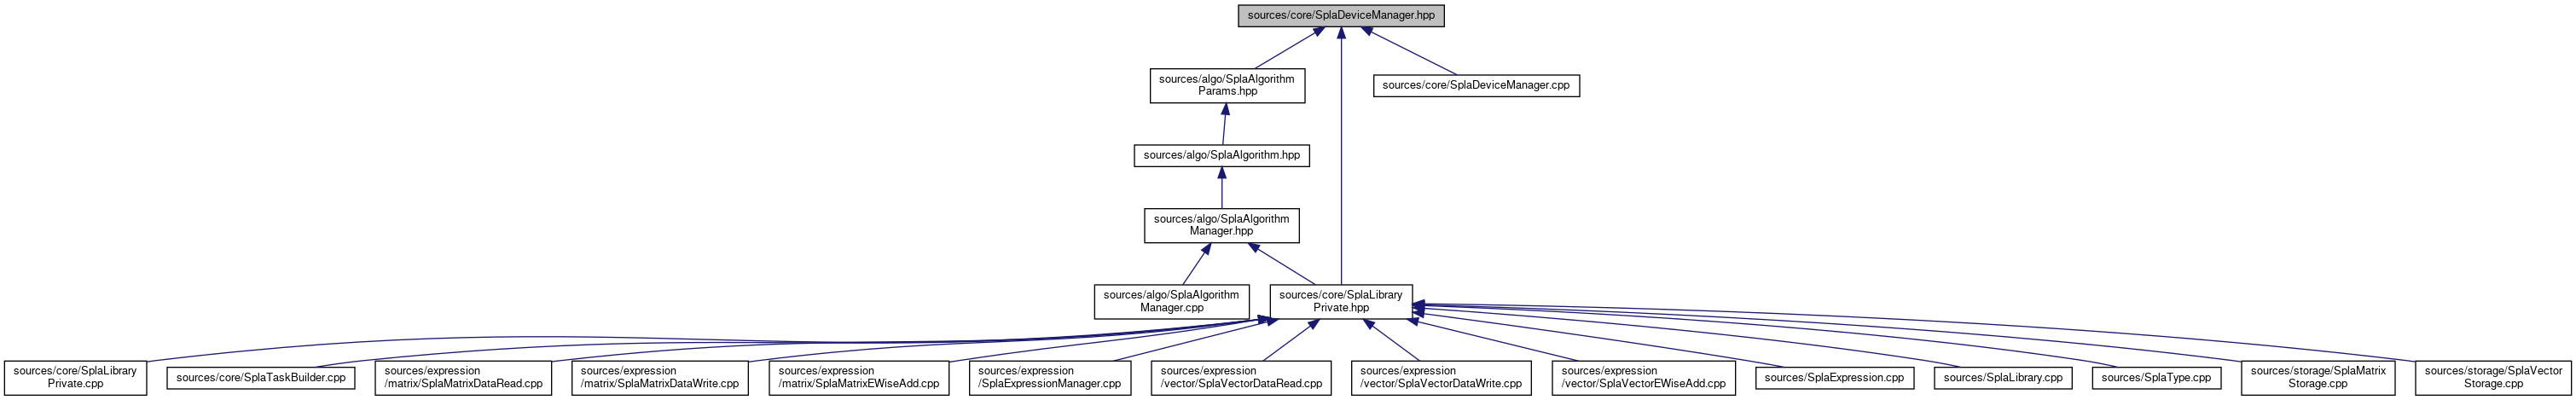 sources/core/SplaDeviceManager.hpp
sources/algo/SplaAlgorithm
Params.hpp
sources/core/SplaDeviceManager.cpp
sources/algo/SplaAlgorithm.hpp
sources/algo/SplaAlgorithm
Manager.hpp
sources/algo/SplaAlgorithm
Manager.cpp
sources/core/SplaLibrary
Private.hpp
sources/core/SplaLibrary
Private.cpp
sources/core/SplaTaskBuilder.cpp
sources/expression
/matrix/SplaMatrixDataRead.cpp
sources/expression
/matrix/SplaMatrixDataWrite.cpp
sources/expression
/matrix/SplaMatrixEWiseAdd.cpp
sources/expression
/SplaExpressionManager.cpp
sources/expression
/vector/SplaVectorDataRead.cpp
sources/expression
/vector/SplaVectorDataWrite.cpp
sources/expression
/vector/SplaVectorEWiseAdd.cpp
sources/SplaExpression.cpp
sources/SplaLibrary.cpp
sources/SplaType.cpp
sources/storage/SplaMatrix
Storage.cpp
sources/storage/SplaVector
Storage.cpp